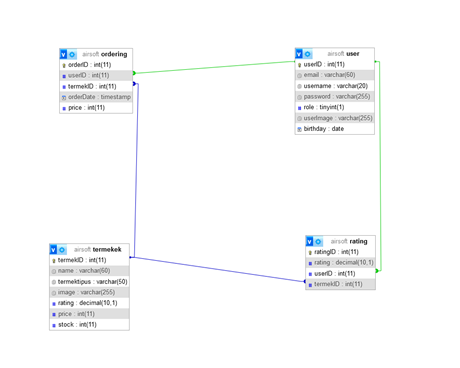 airsoft ordering
orderID : int(11)
userID : int(11)
termekID : int(11)
orderDate : timestamp
price : int(11)
airsoft user
userID : int(11)
email : varchar(60)
username : varchar(20)
password : varchar(255)
role : tinyint(1)
userImage : varchar(255)
birthday : date
airsoft termekek
termekID : int(11)
name : varchar(60)
termektipus : varchar(50)
image : varchar(255)
rating : decimal(10,1)
price : int(11)
stock : int(11)
airsoft rating
ratingID : int(11)
rating : decimal(10,1)
userID : int(11)
termekID : int(11)